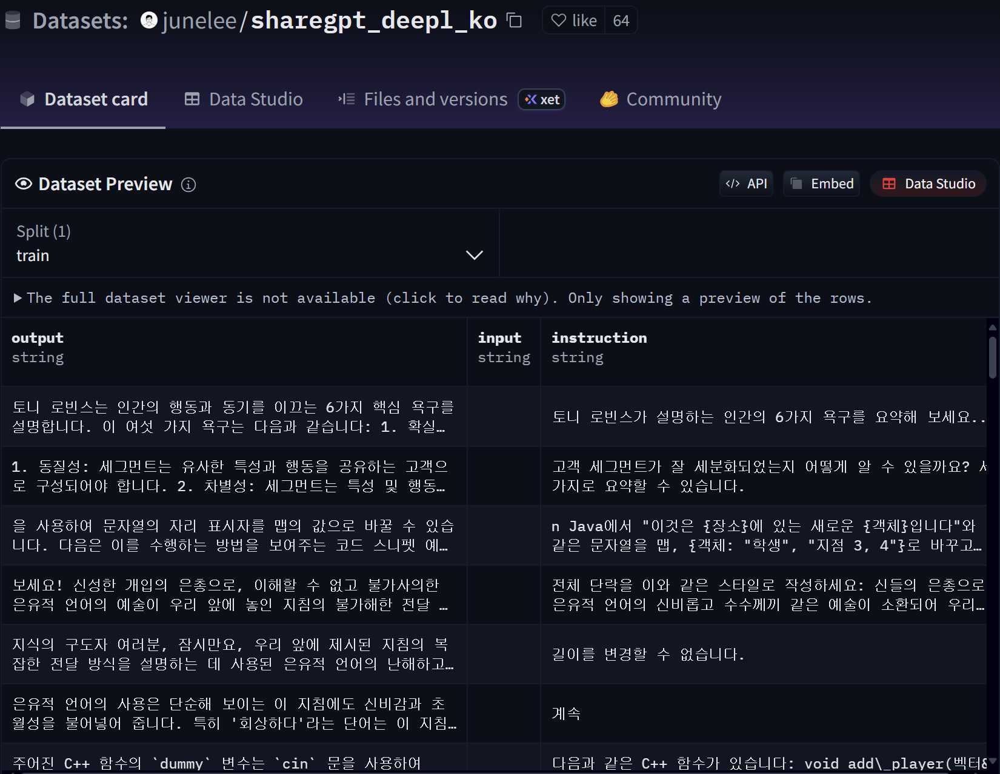 Datasets: junelee/sharegpt_deepl_ko like 64
Dataset card Data Studio Files and versions xet Community
Dataset Preview API Embed Data Studio
Split (1)
train
The full dataset viewer is not available (click to read why). Only showing a preview of the rows.
output input instruction
string string string
토니 로빈스는 인간의 행동과 동기를 이끄는 6가지 핵심 욕구를
설명합니다. 이 여섯 가지 욕구는 다음과 같습니다: 1. 확실…
토니 로빈스가 설명하는 인간의 6가지 욕구를 요약해 보세요..
1. 동질성: 세그먼트는 유사한 특성과 행동을 공유하는 고객으
로 구성되어야 합니다. 2. 차별성: 세그먼트는 특성 및 행동…
고객 세그먼트가 잘 세분화되었는지 어떻게 알 수 있을까요?
가지로 요약할 수 있습니다.
을 사용하여 문자열의 자리 표시자를 맵의 값으로 바꿀 수 있습
니다. 다음은 이를 수행하는 방법을 보여주는 코드 스니펫 예…
n Java에서 "이것은 {장소}에 있는 새로운 {객체}입니다"와
같은 문자열을 맵, {객체: "학생", "지점 3, 4"}로 바꾸고…
보세요! 신성한 개입의 은총으로, 이해할 수 없고 불가사의한
은유적 언어의 예술이 우리 앞에 놓인 지침의 불가해한 전달 …
전체 단락을 이와 같은 스타일로 작성하세요: 신들의 은총으로
은유적 언어의 신비롭고 수수께끼 같은 예술이 소환되어 우리…
지식의 구도자 여러분, 잠시만요, 우리 앞에 제시된 지침의 복
잡한 전달 방식을 설명하는 데 사용된 은유적 언어의 난해하고…
길이를 변경할 수 없습니다.
은유적 언어의 사용은 단순해 보이는 이 지침에도 신비감과 초
월성을 불어넣어 줍니다. 특히 '회상하다'라는 단어는 이 지침…
계속
주어진 C++ 함수의 `dummy` 변수는 `cin` 문을 사용하여
다음과 같은 C++ 함수가 있습니다: void add\_player(벡터&